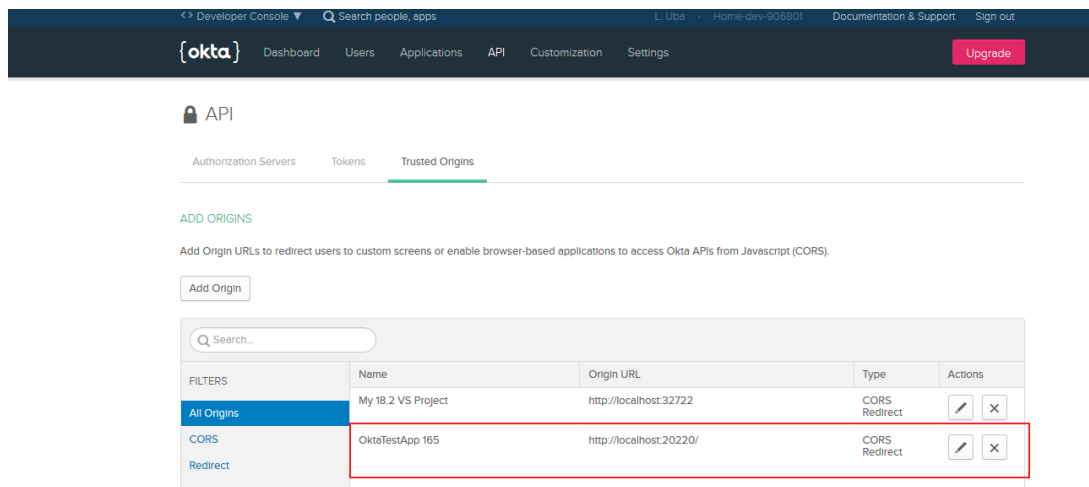 <> Developer Console ▼ Search people, apps L. Uba · Home-dev-906801 Documentation & Support Sign out
{okta} Dashboard Users Applications API Customization Settings Upgrade
API
Authorization Servers Tokens Trusted Origins
ADD ORIGINS
Add Origin URLs to redirect users to custom screens or enable browser-based applications to access Okta APIs from Javascript (CORS).
Add Origin
Search...
FILTERS
All Origins
CORS
Redirect
Name Origin URL Type Actions
My 18.2 VS Project http://localhost:32722 CORS
Redirect
OktaTestApp 165 http://localhost:20220/ CORS
Redirect